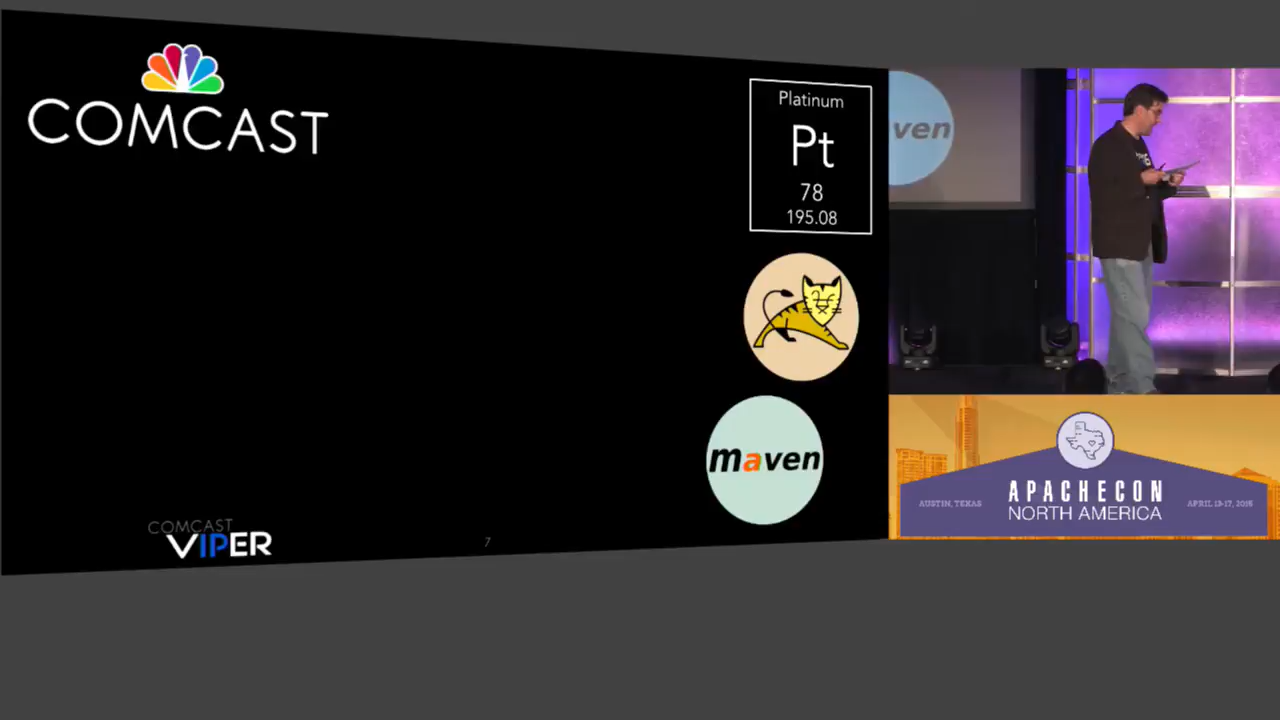 COMCAST
Platinum
Pt
78
195.08
maven
COMCAST
VIPER
7
ven
AUSTIN, TEXAS
APACHECON
NORTH AMERICA
APRIL 13-17, 2015